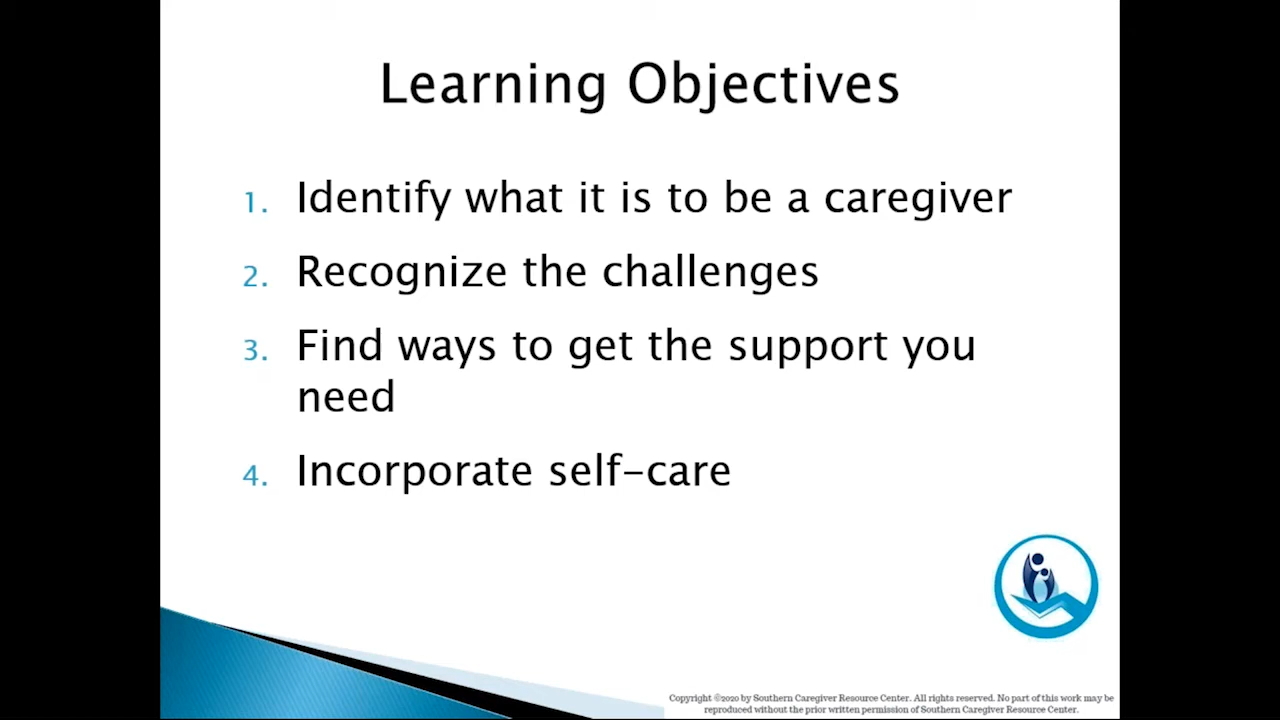 Learning Objectives
1. Identify what it is to be a caregiver
2. Recognize the challenges
3. Find ways to get the support you
need
4. Incorporate self-care
Copyright ©2020 by Southern Caregiver Resource Center. All rights reserved. No part of this work may be
reproduced without the prior written permission of Southern Caregiver Resource Center.